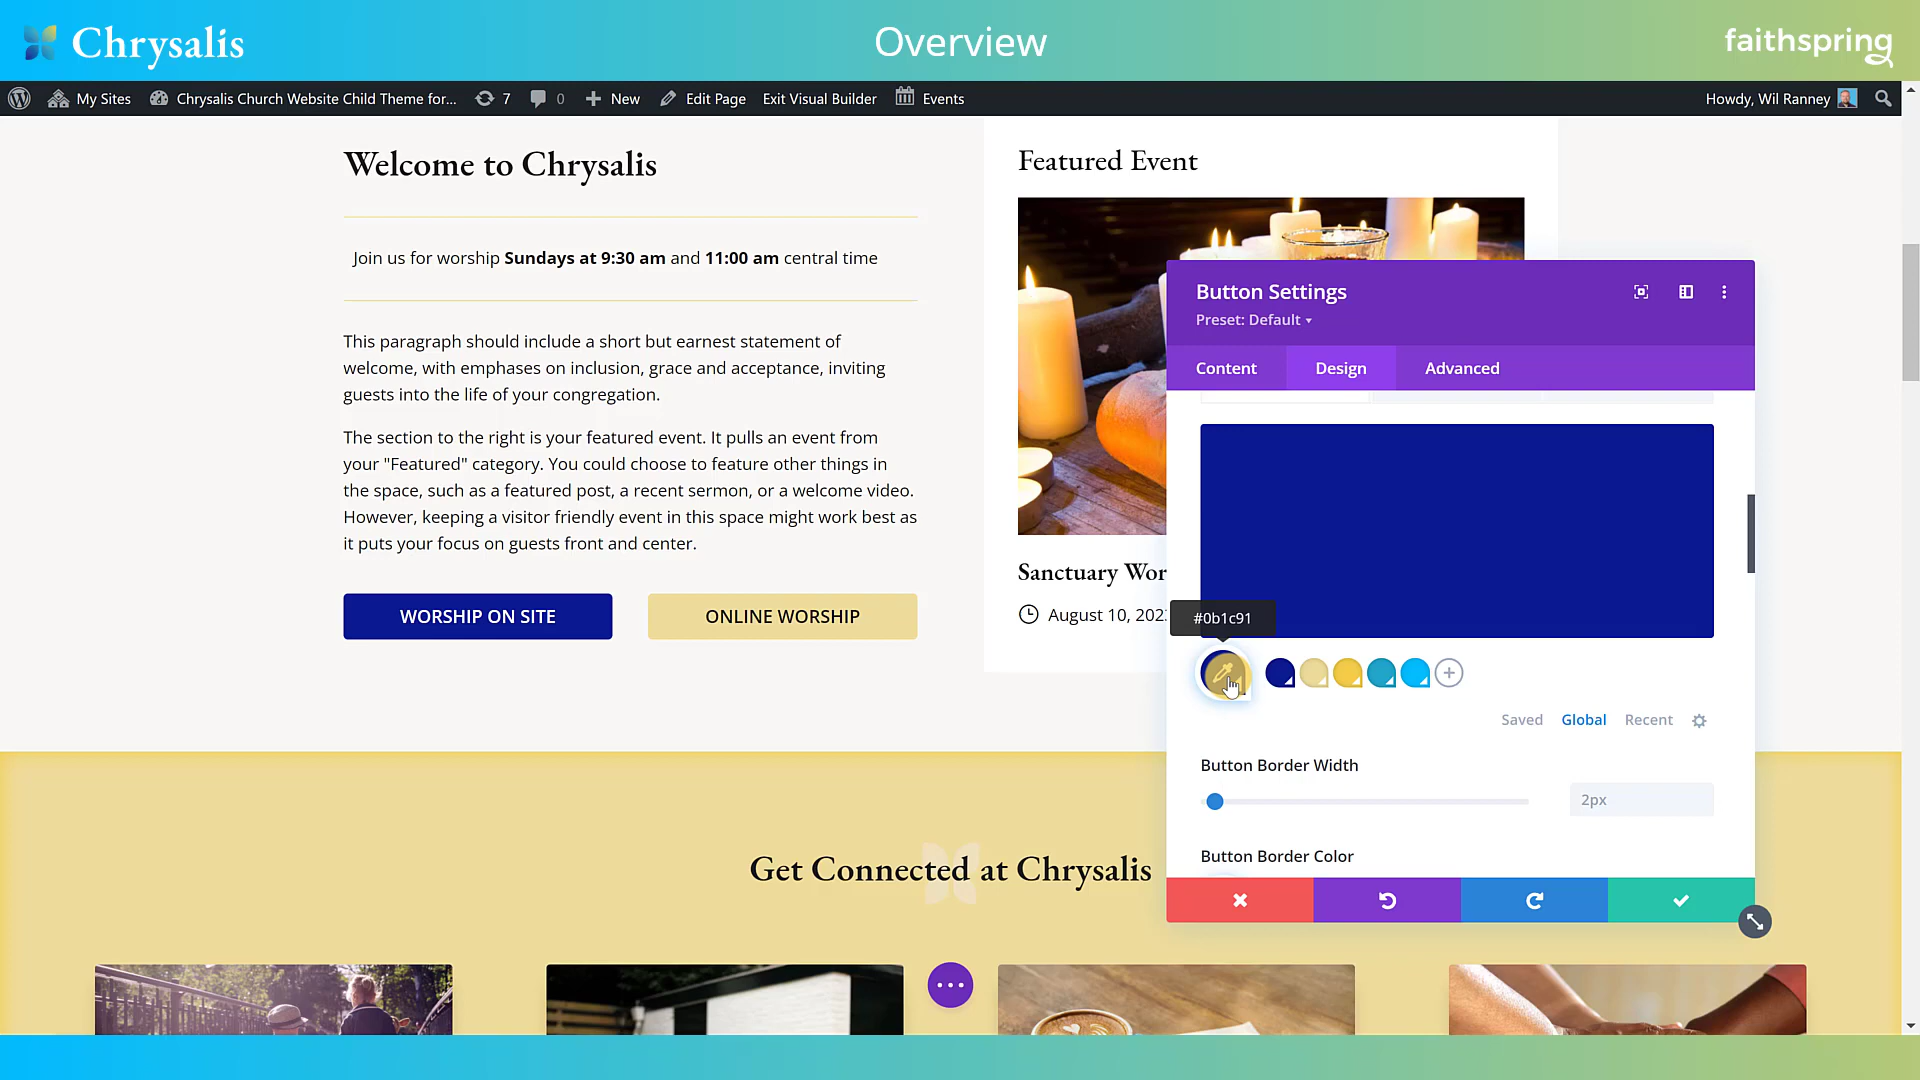 Chrysalis
Overview
faithspring
My Sites
Chrysalis Church Website Child Theme for...
7
0
New
Edit Page
Exit Visual Builder
Events
Howdy, Wil Ranney
Welcome to Chrysalis
Join us for worship Sundays at 9:30 am and 11:00 am central time
This paragraph should include a short but earnest statement of
welcome, with emphases on inclusion, grace and acceptance, inviting
guests into the life of your congregation.
The section to the right is your featured event. It pulls an event from
your "Featured" category. You could choose to feature other things in
the space, such as a featured post, a recent sermon, or a welcome video.
However, keeping a visitor friendly event in this space might work best as
it puts your focus on guests front and center.
WORSHIP ON SITE
ONLINE WORSHIP
Featured Event
Sanctuary Wor
August 10, 202
Button Settings
Preset: Default
Content
Design
Advanced
#0b1c91
Saved
Global
Recent
Button Border Width
2px
Button Border Color
Get Connected at Chrysalis